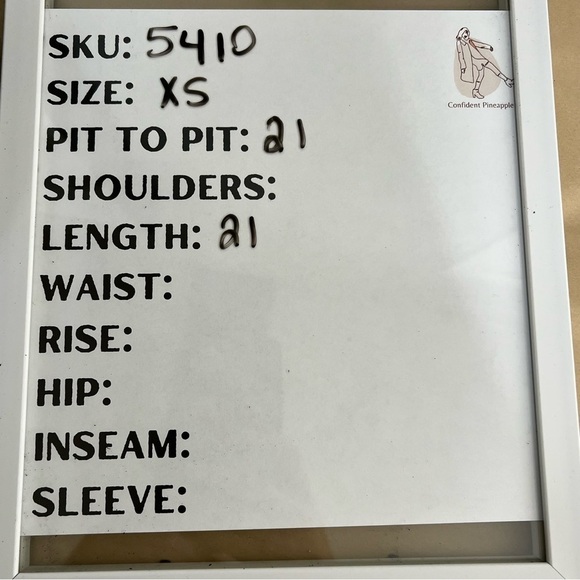 SKU: 5410
SIZE: XS
Confident Pineapple
PIT TO PIT: 21
SHOULDERS:
LENGTH: 21
WAIST:
RISE:
HIP:
INSEAM:
SLEEVE: